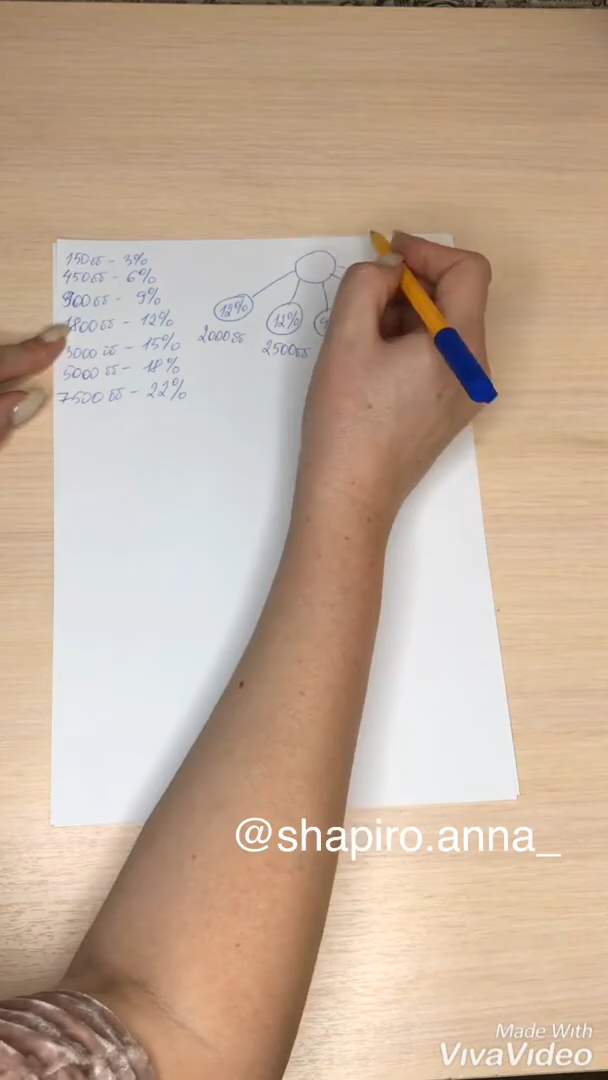 150бб - 3%
450бб - 6%
900бб - 9%
1800бб - 12%
3000бб - 15%
5000бб - 18%
7500бб - 22%
12%
2000бб
12%
2500бб
@shapiro.anna_
Made With
VivaVideo